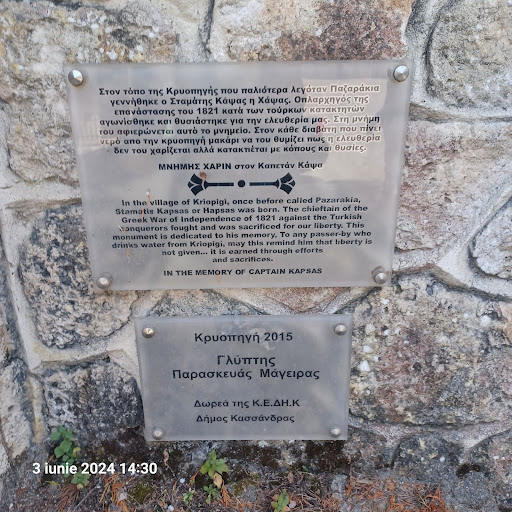 Στον τόπο της Κρυοπηγής που παλιότερα λεγόταν Παζαράκια
γεννήθηκε ο Σταμάτης Κάψας η Χάψας. Οπλαρχηγός της
επανάστασης του 1821 κατά των τούρκων κατακτητών
αγωνίσθηκε και θυσιάστηκε για την ελευθερία μας. Στη μνήμη
του αφιερώνεται αυτό το μνημείο. Στον κάθε διαβάτη που πίνει
νερό απο την κρυοπηγή μακάρι να του θυμίζει πως η ελευθερία
δεν του χαρίζεται αλλά κατακτιέται με κόπους και θυσίες.
ΜΝΗΜΗΣ ΧΑΡΙΝ στον Καπετάν Κάψα
In the village of Kriopigi, once before called Pazarakia,
Stamatis Kapsas or Hapsas was born. The chieftain of the
Greek War of Independence of 1821 against the Turkish
conquerors fought and was sacrificed for our liberty. This
monument is dedicated to his memory. To any passer-by who
drinks water from Kriopigi, may this remind him that liberty is
not given... it is earned through efforts
and sacrifices.
IN THE MEMORY OF CAPTAIN KAPSAS
Κρυοπηγή 2015
Γλύπτης
Παρασκευάς Μάγειρας
Δωρεά της Κ.Ε.ΔΗ.Κ
Δήμος Κασσάνδρας
3 iunie 2024 14:30